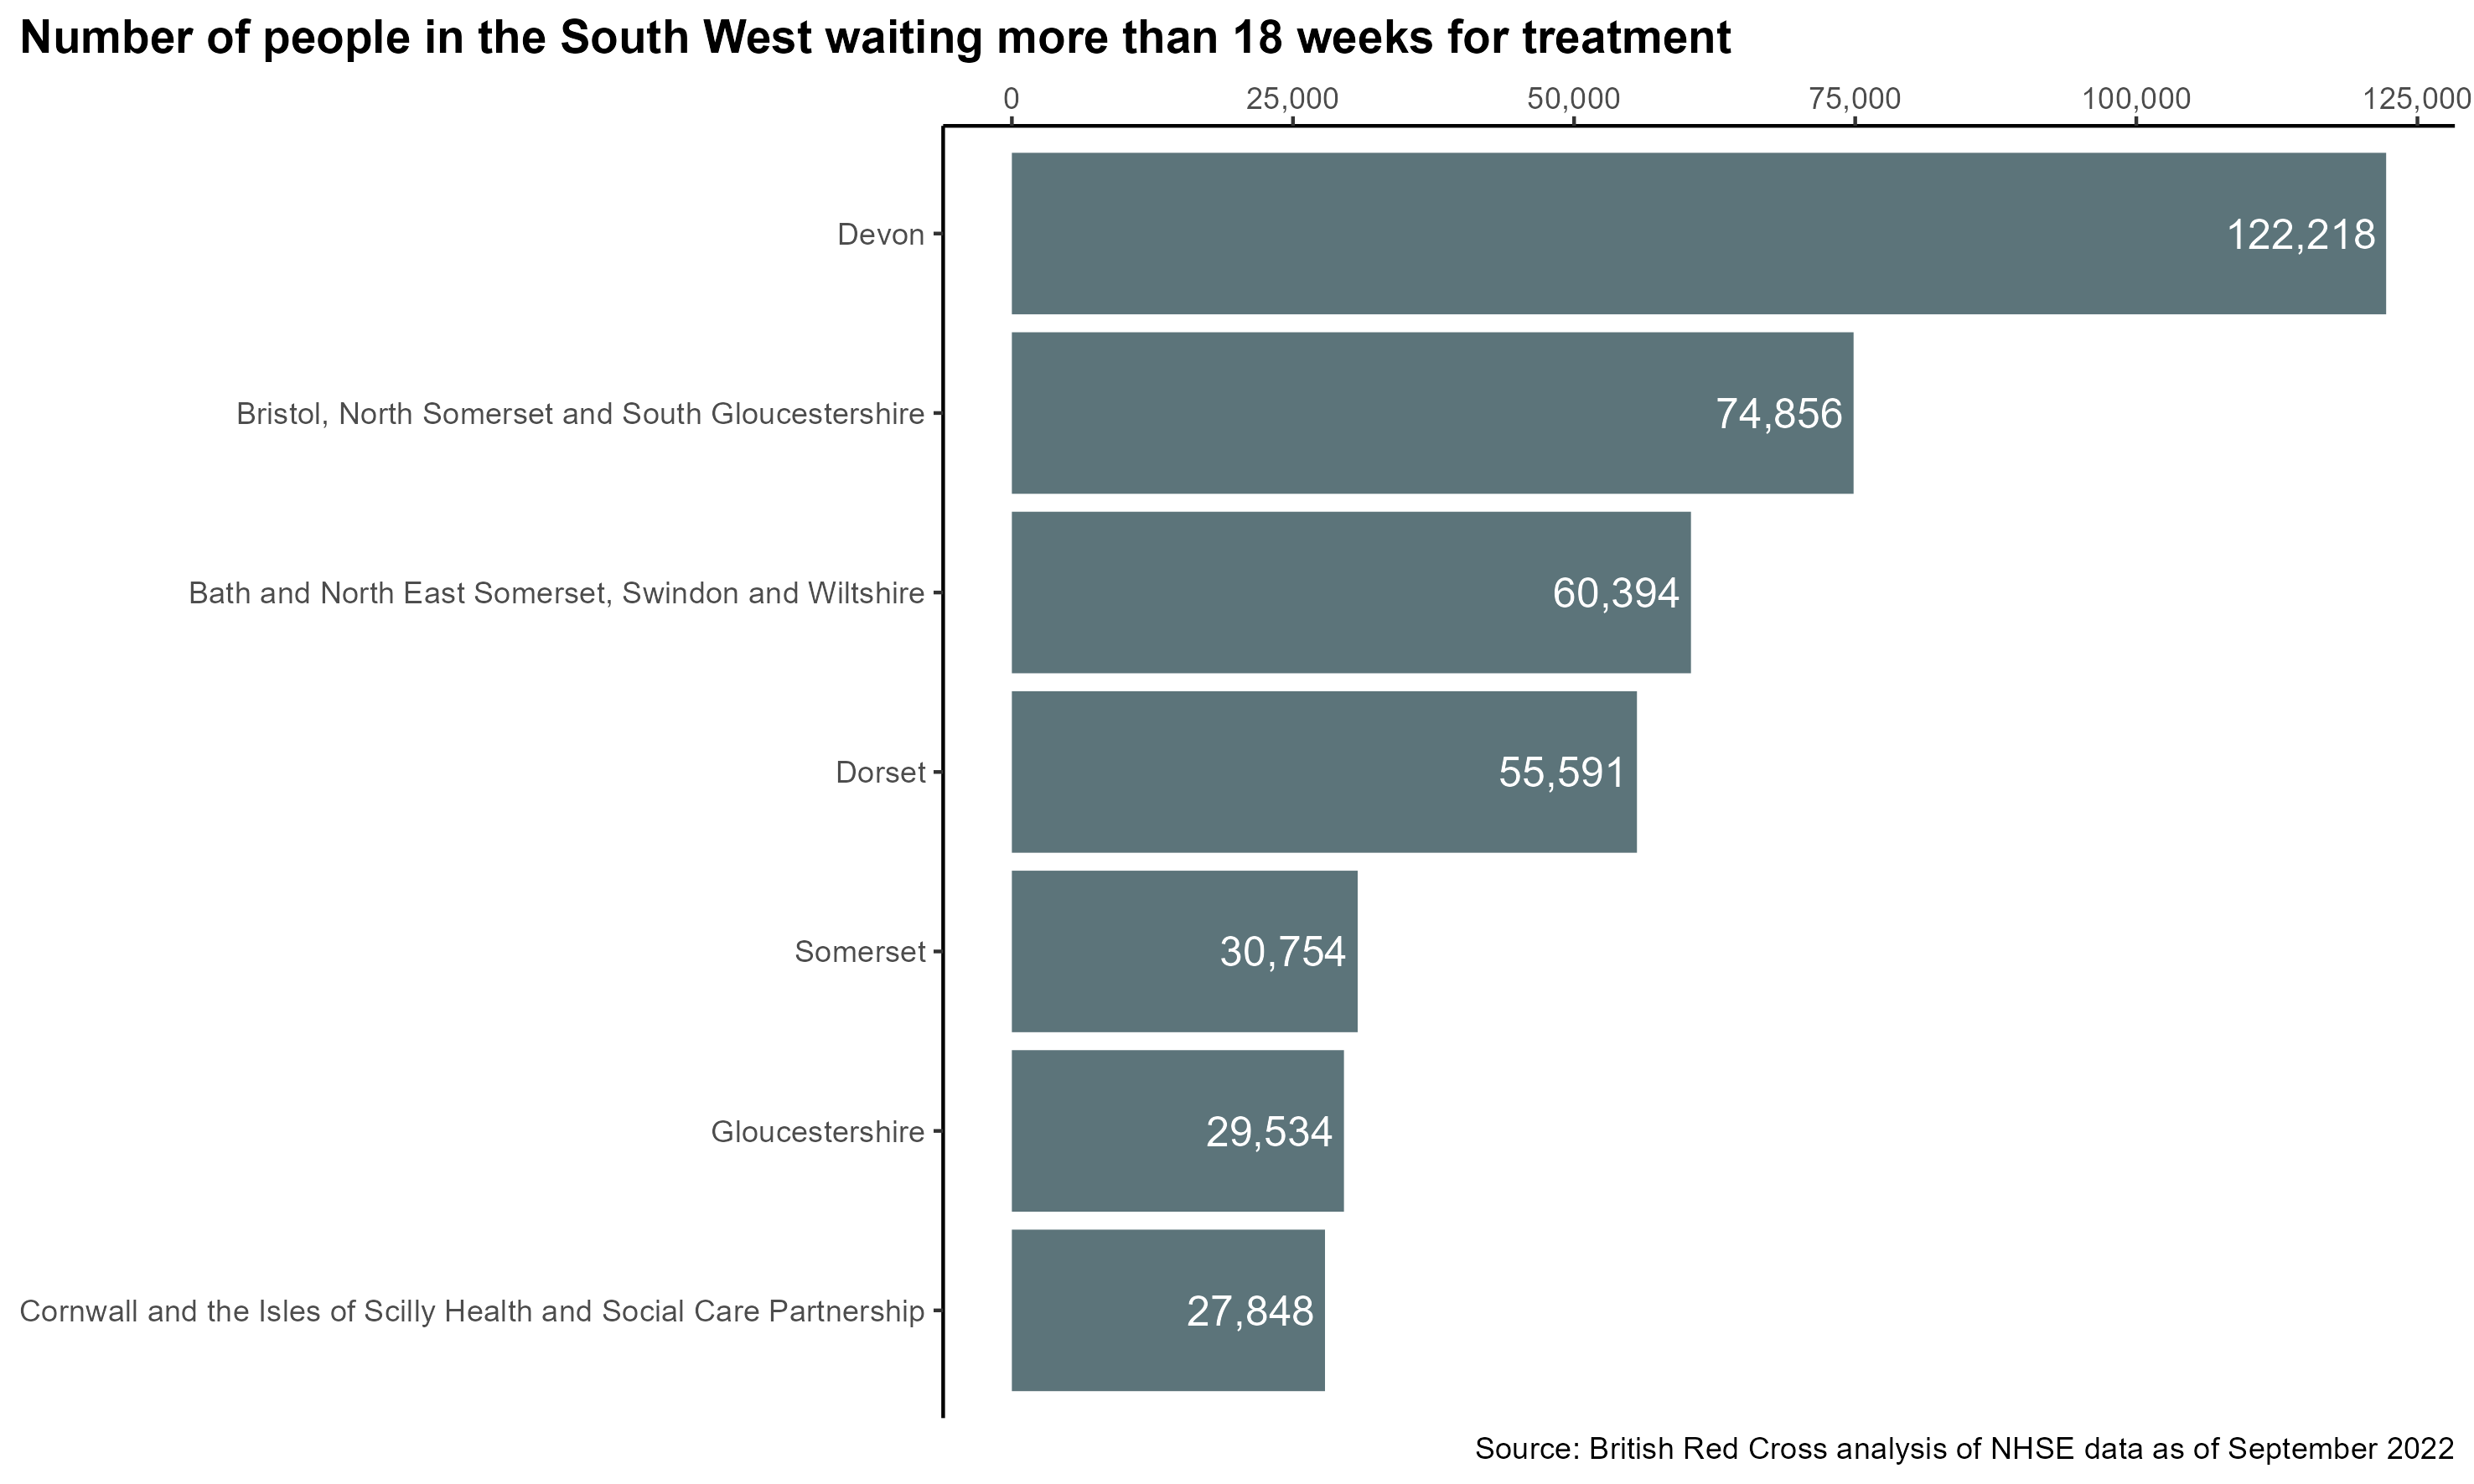 Number of people in the South West waiting more than 18 weeks for treatment
0 25,000 50,000 75,000 100,000 125,000
Devon 122,218
Bristol, North Somerset and South Gloucestershire 74,856
Bath and North East Somerset, Swindon and Wiltshire 60,394
Dorset 55,591
Somerset 30,754
Gloucestershire 29,534
Cornwall and the Isles of Scilly Health and Social Care Partnership 27,848
Source: British Red Cross analysis of NHSE data as of September 2022